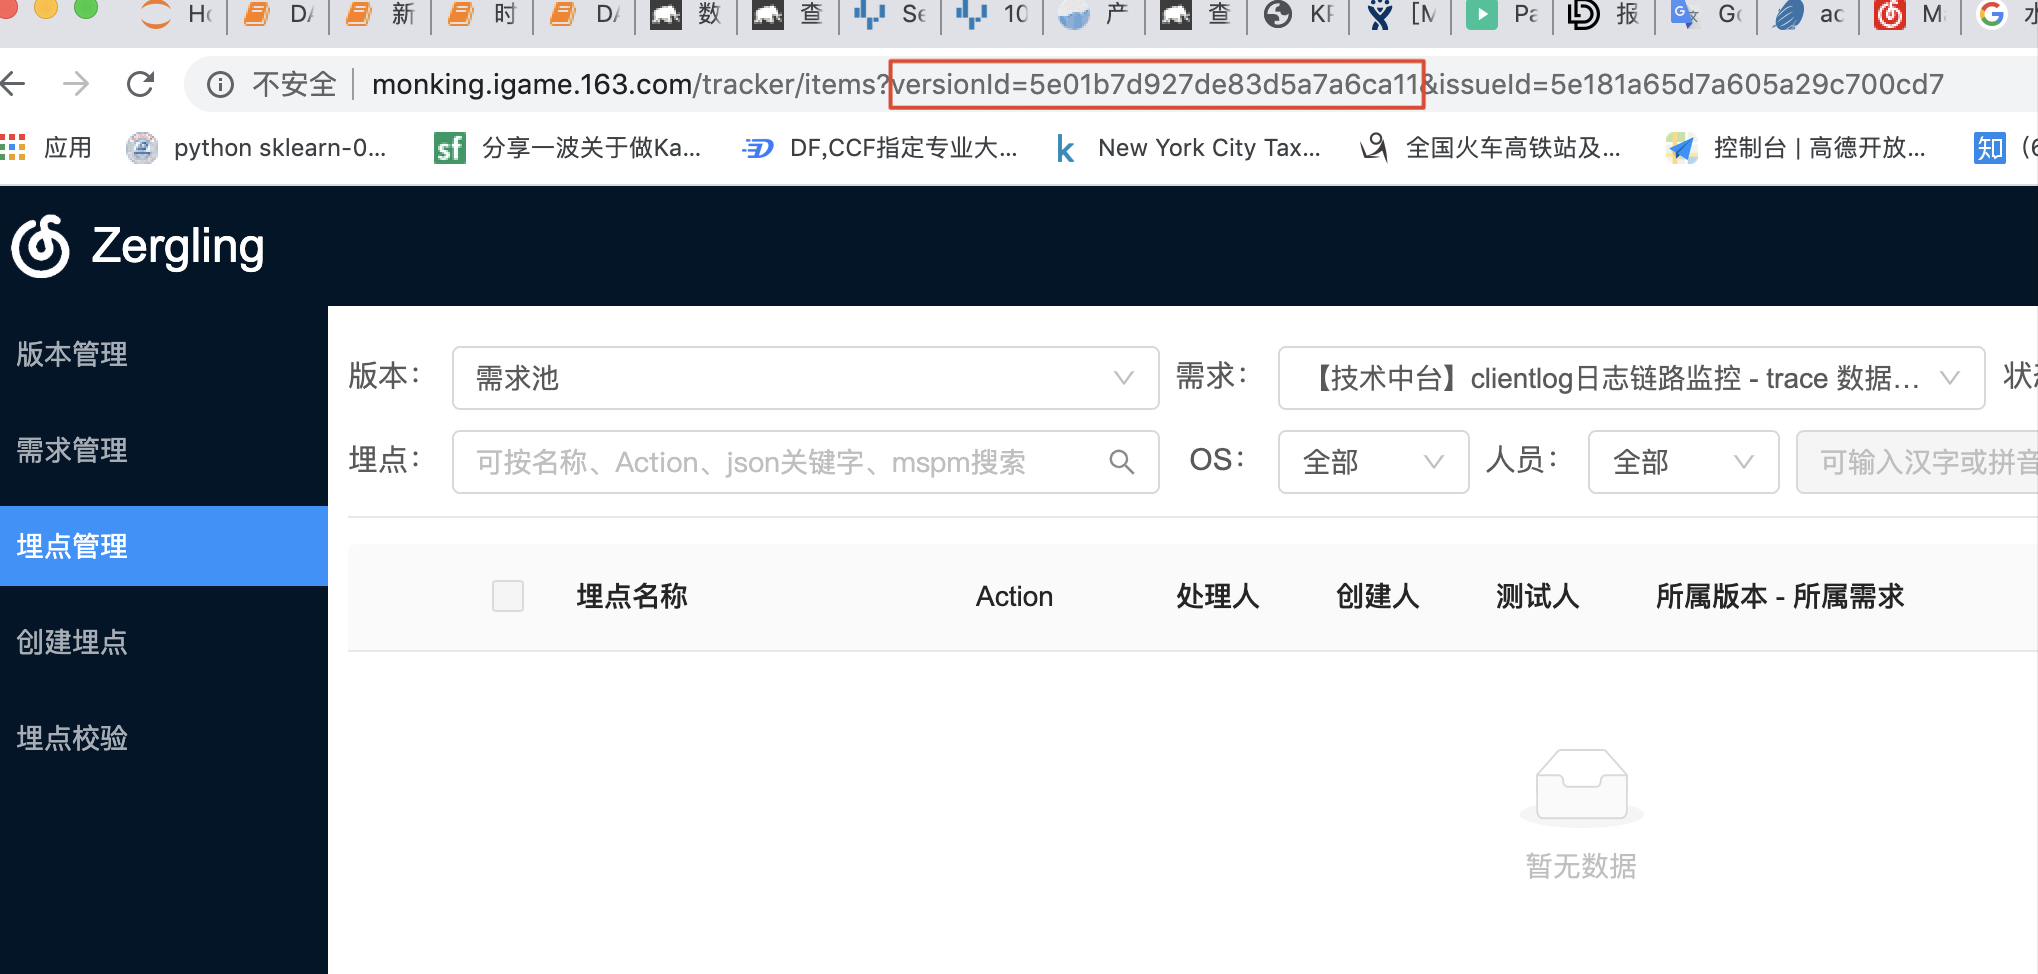 新 时 数 查 Se 10 产 查 报
不安全 monking.igame.163.com/tracker/items?versionId=5e01b7d927de83d5a7a6ca11&issueId=5e181a65d7a605a29c700cd7
应用 python sklearn-0... 分享一波关于做Ka... DF,CCF指定专业大... New York City Tax... 全国火车高铁站及... 控制台 | 高德开放... 知
Zergling
版本管理
需求管理
埋点管理
创建埋点
埋点校验
版本: 需求池 需求: 【技术中台】clientlog日志链路监控 - trace 数据...
埋点: 可按名称、Action、json关键字、mspm搜索 OS: 全部 人员: 全部 可输入汉字或拼音
埋点名称 Action 处理人 创建人 测试人 所属版本 - 所属需求
暂无数据